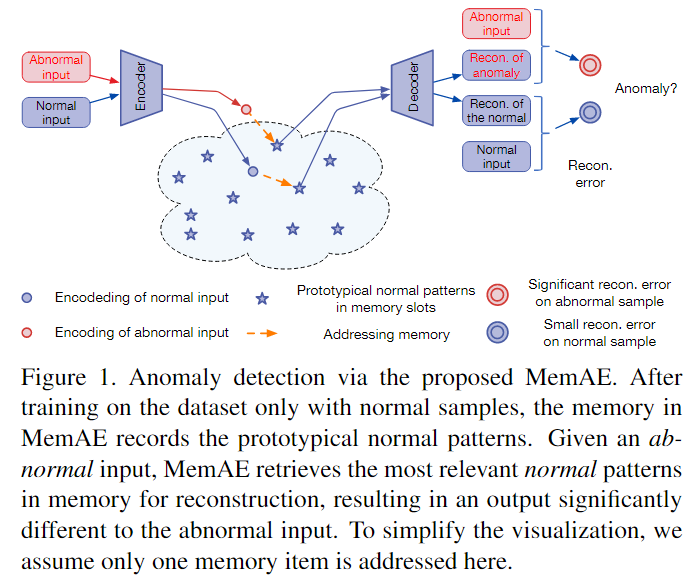 Abnormal
input
Normal
input
Encoder
Decoder
Abnormal
input
Recon. of
anomaly
Recon. of
the normal
Normal
input
Anomaly?
Recon.
error
Encodeding of normal input
Encoding of abnormal input
Prototypical normal patterns
in memory slots
Addressing memory
Significant recon. error
on abnormal sample
Small recon. error
on normal sample
Figure 1. Anomaly detection via the proposed MemAE. After
training on the dataset only with normal samples, the memory in
MemAE records the prototypical normal patterns. Given an ab-
normal input, MemAE retrieves the most relevant normal patterns
in memory for reconstruction, resulting in an output significantly
different to the abnormal input. To simplify the visualization, we
assume only one memory item is addressed here.